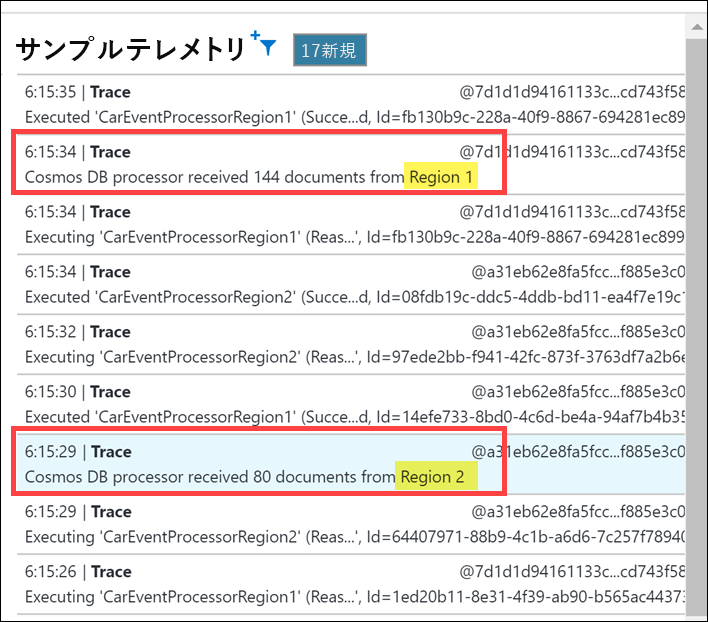 サンプルテレメトリ
17新規
6:15:35 | Trace @7d1d1d94161133c...cd743f58
Executed 'CarEventProcessorRegion1' (Succe...d, Id=fb130b9c-228a-40f9-8867-694281ec89
6:15:34 | Trace @7d1d1d94161133c...cd743f58
Cosmos DB processor received 144 documents from Region 1
6:15:34 | Trace @7d1d1d94161133c...cd743f58
Executing 'CarEventProcessorRegion1' (Reas...', Id=fb130b9c-228a-40f9-8867-694281ec899
6:15:34 | Trace @a31eb62e8fa5fcc...f885e3c0
Executed 'CarEventProcessorRegion2' (Succe...d, Id=08fdb19c-ddc5-4ddb-bd11-ea4f7e19c1
6:15:32 | Trace @a31eb62e8fa5fcc...f885e3c0
Executing 'CarEventProcessorRegion2' (Reas...', Id=97ede2bb-f941-42fc-873f-3763df7a2b6e
6:15:30 | Trace @a31eb62e8fa5fcc...f885e3c0
Executed 'CarEventProcessorRegion1' (Succe...d, Id=14efe733-8bd0-4c6d-be4a-94af7b4b35
6:15:29 | Trace @a31eb62e8fa5fcc...f885e3c0
Cosmos DB processor received 80 documents from Region 2
6:15:29 | Trace @a31eb62e8fa5fcc...f885e3c0
Executing 'CarEventProcessorRegion2' (Reas...', Id=64407971-88b9-4c1b-a6d6-7c257f78940
6:15:26 | Trace @7d1d1d94161133c...cd743f58
Executing 'CarEventProcessorRegion1' (Reas...', Id=1ed20b11-8e31-4f39-ab90-b565ac44373